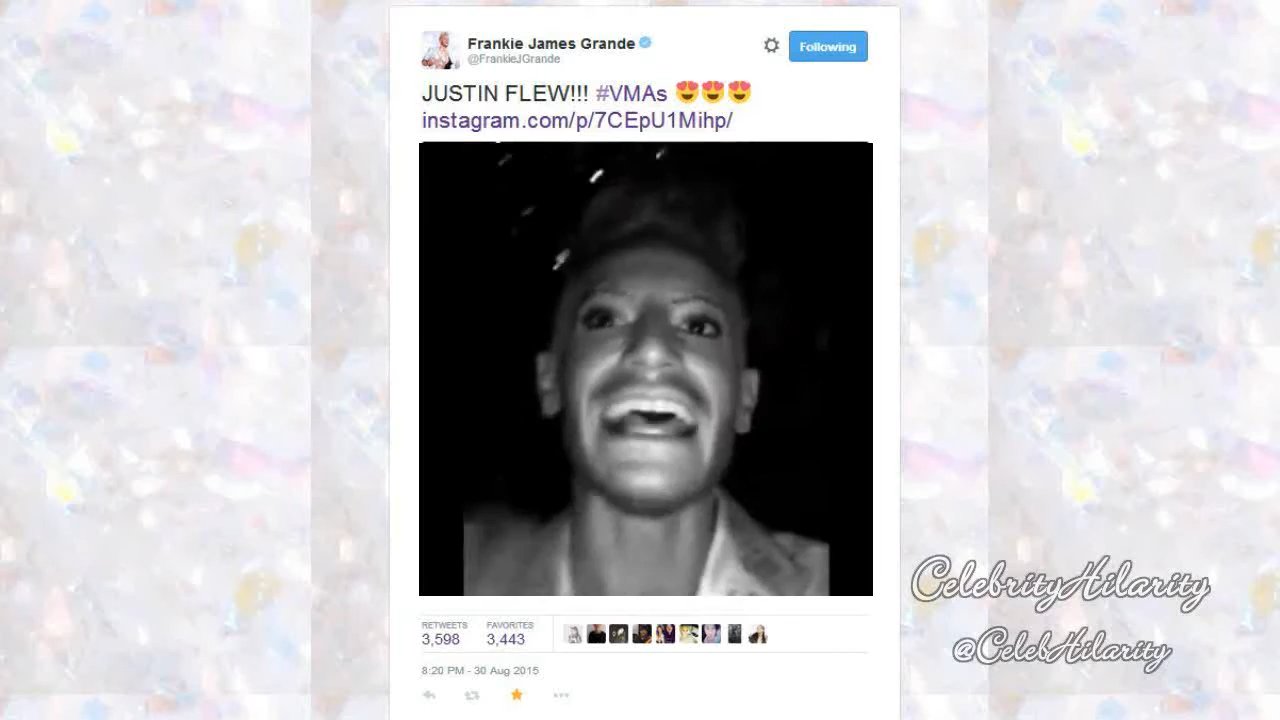 Frankie James Grande
@FrankieJGrande
Following
JUSTIN FLEW!!! #VMAs 😍😍😍
instagram.com/p/7CEpU1Mihp/
RETWEETS FAVORITES
3,598 3,443
8:20 PM - 30 Aug 2015
CelebrityHilarity
@CelebHilarity